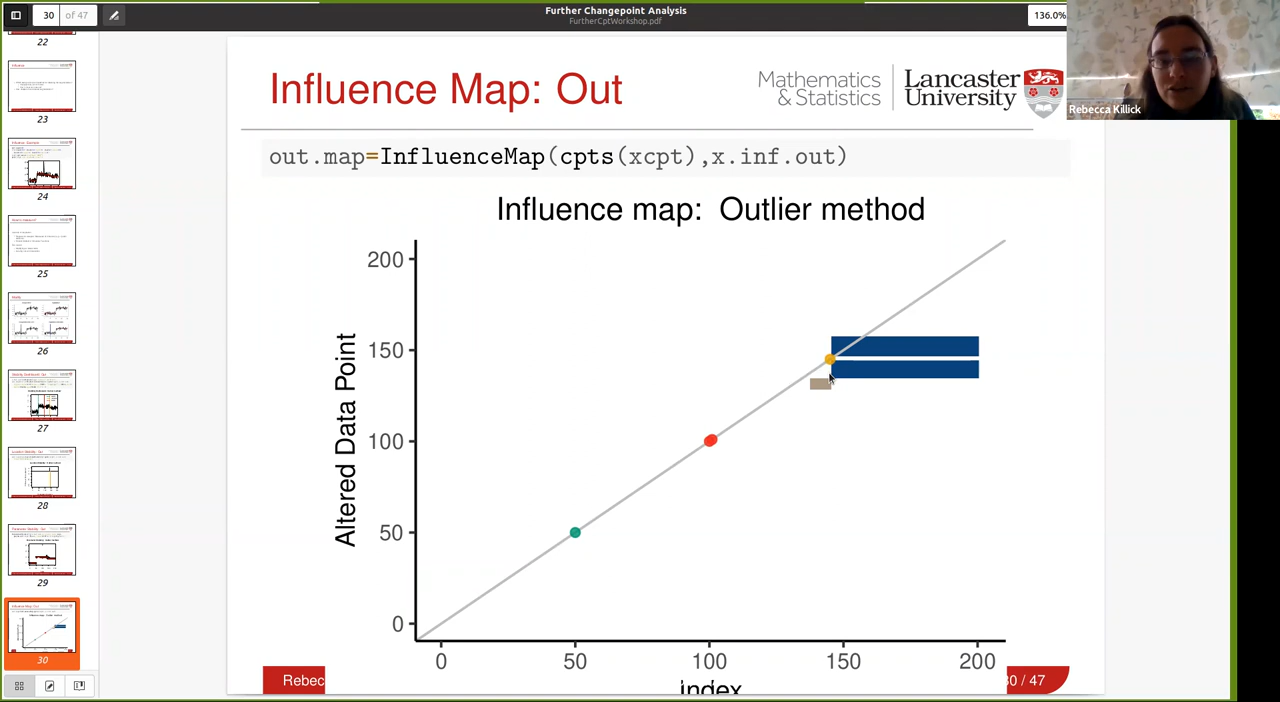 30 of 47
Further Changepoint Analysis
FurtherCptWorkshop.pdf
136.0%
Rebecca Killick
22
23
24
25
26
27
28
29
30
Influence Map: Out
Mathematics
& Statistics
Lancaster
University
out.map=InfluenceMap(cpts(xcpt),x.inf.out)
Influence map: Outlier method
Altered Data Point
200
150
100
50
0
0 50 100 150 200
Index
Rebec
30 / 47